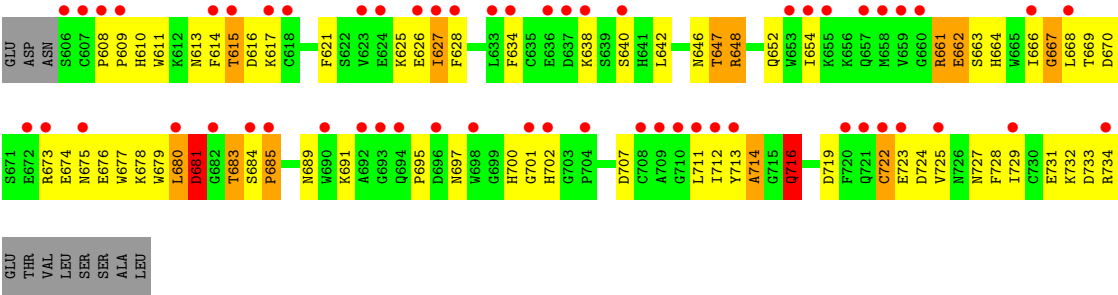 GLU ASP ASN S606 C607 P608 P609 H610 W611 K612 N613 F614 T615 D616 K617 C618 F621 S622 V623 E624 K625 E626 I627 F628 L633 F634 C635 E636 D637 K638 S639 S640 H641 L642 N646 T647 R648 Q652 W653 I654 K655 K656 Q657 M658 V659 G660 R661 E662 S663 H664 W665 I666 G667 L668 T669 D670
S671 E672 R673 E674 N675 E676 W677 K678 W679 L680 D681 G682 T683 S684 P685 N689 W690 K691 A692 G693 Q694 P695 D696 N697 W698 G699 H700 G701 H702 G703 P704 D707 C708 A709 G710 L711 I712 Y713 A714 G715 Q716 D719 F720 Q721 C722 E723 D724 V725 N726 N727 F728 I729 C730 E731 K732 D733 R734
GLU THR VAL LEU SER SER ALA LEU